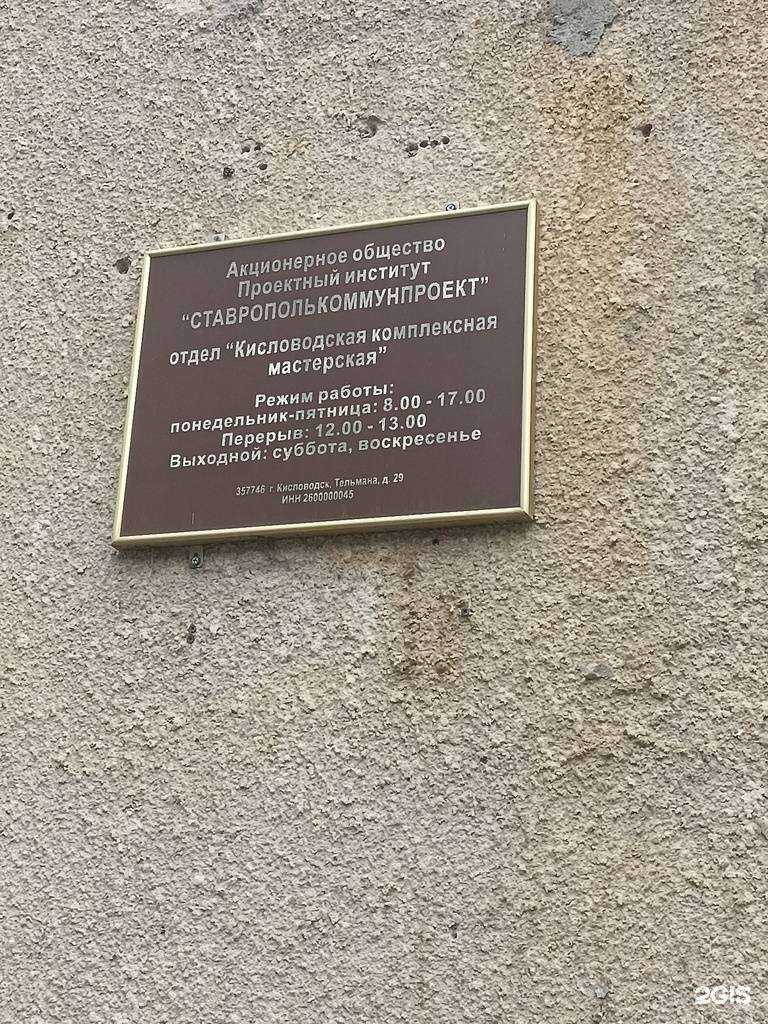 Акционерное общество
Проектный институт
"СТАВРОПОЛЬКОММУНПРОЕКТ"
отдел "Кисловодская комплексная
мастерская"
Режим работы:
понедельник-пятница: 8.00 - 17.00
Перерыв: 12.00 - 13.00
Выходной: суббота, воскресенье
357746 г. Кисловодск, Тельмана, д. 29
ИНН 2600000045
2GIS